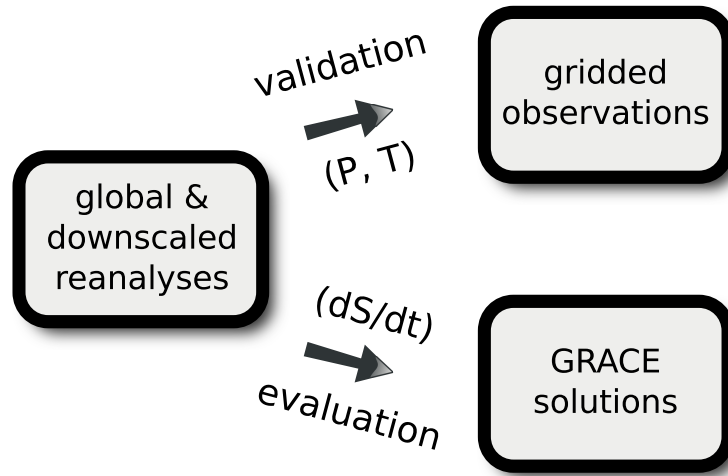 global &
downscaled
reanalyses
validation
(P, T)
gridded
observations
(dS/dt)
evaluation
GRACE
solutions